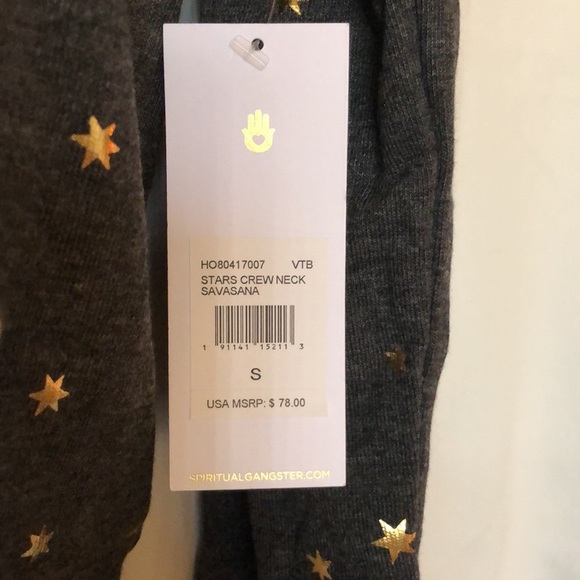 HO80417007 VTB
STARS CREW NECK
SAVASANA
1 91141 15211 3
S
USA MSRP: $ 78.00
SPIRITUALGANGSTER.COM